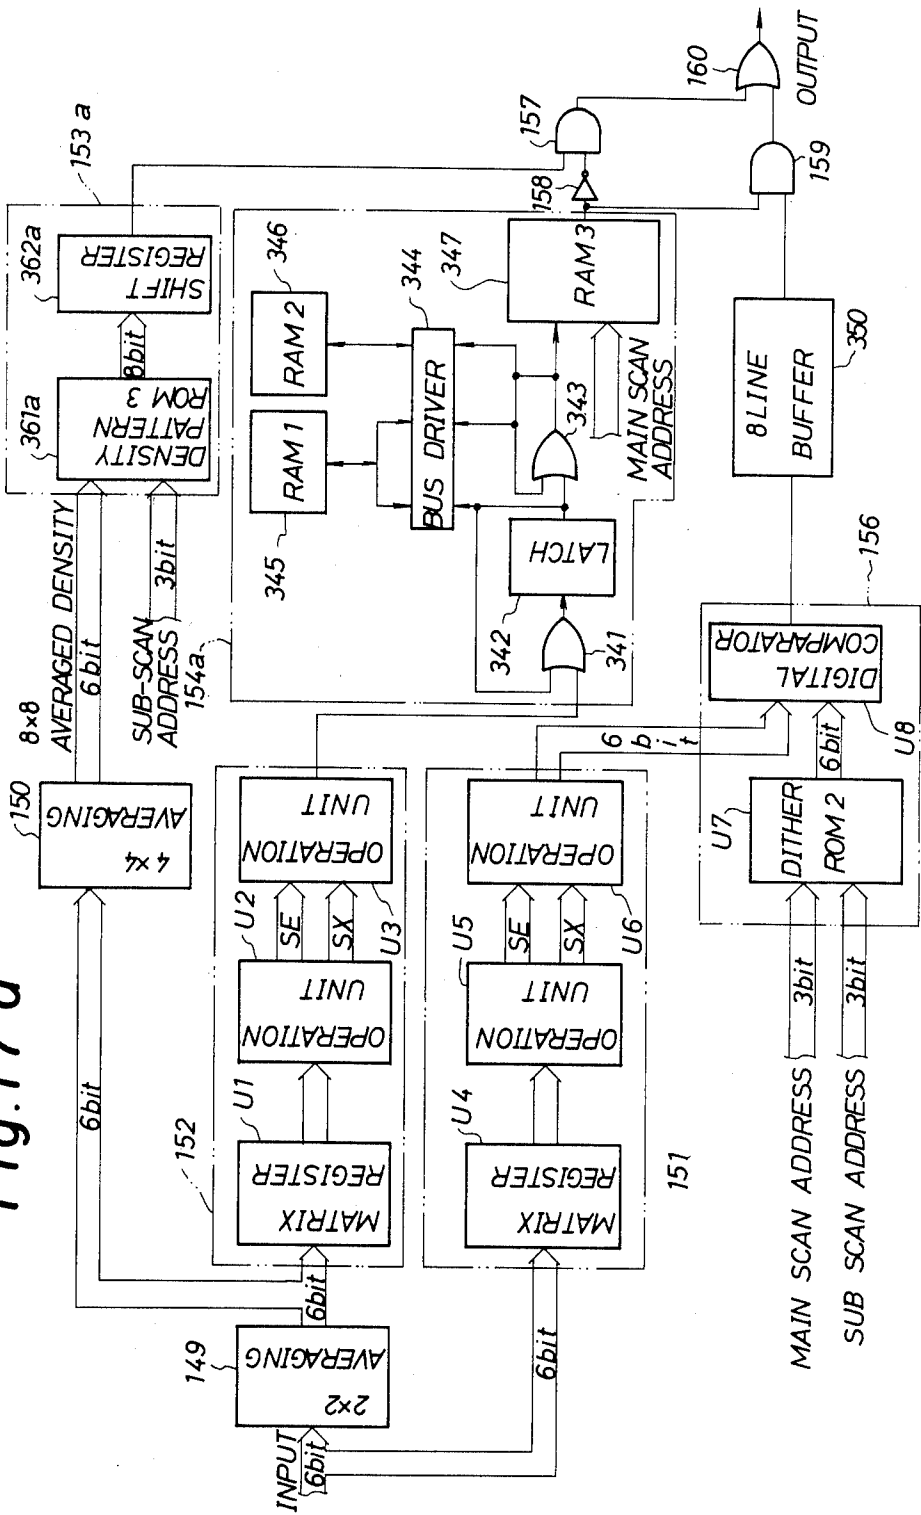 Fig.17a
INPUT
6bit
149
2×2
AVERAGING
6bit
6bit
6bit
150
4×4
AVERAGING
8×8
AVERAGED DENSITY
6bit
SUB-SCAN
ADDRESS
3bit
153a
361a
DENSITY
PATTERN
ROM 3
8bit
362a
SHIFT
REGISTER
152
U1
MATRIX
REGISTER
U2
OPERATION
UNIT
SE
SX
U3
OPERATION
UNIT
151
U4
MATRIX
REGISTER
U5
OPERATION
UNIT
SE
SX
U6
OPERATION
UNIT
6bit
154a
341
342
LATCH
343
344
BUS DRIVER
345
RAM 1
346
RAM 2
347
RAM 3
MAIN SCAN
ADDRESS
158
157
159
160
OUTPUT
MAIN SCAN ADDRESS
3bit
SUB SCAN ADDRESS
3bit
U7
DITHER
ROM 2
6bit
U8
DIGITAL
COMPARATOR
156
8LINE
BUFFER
350